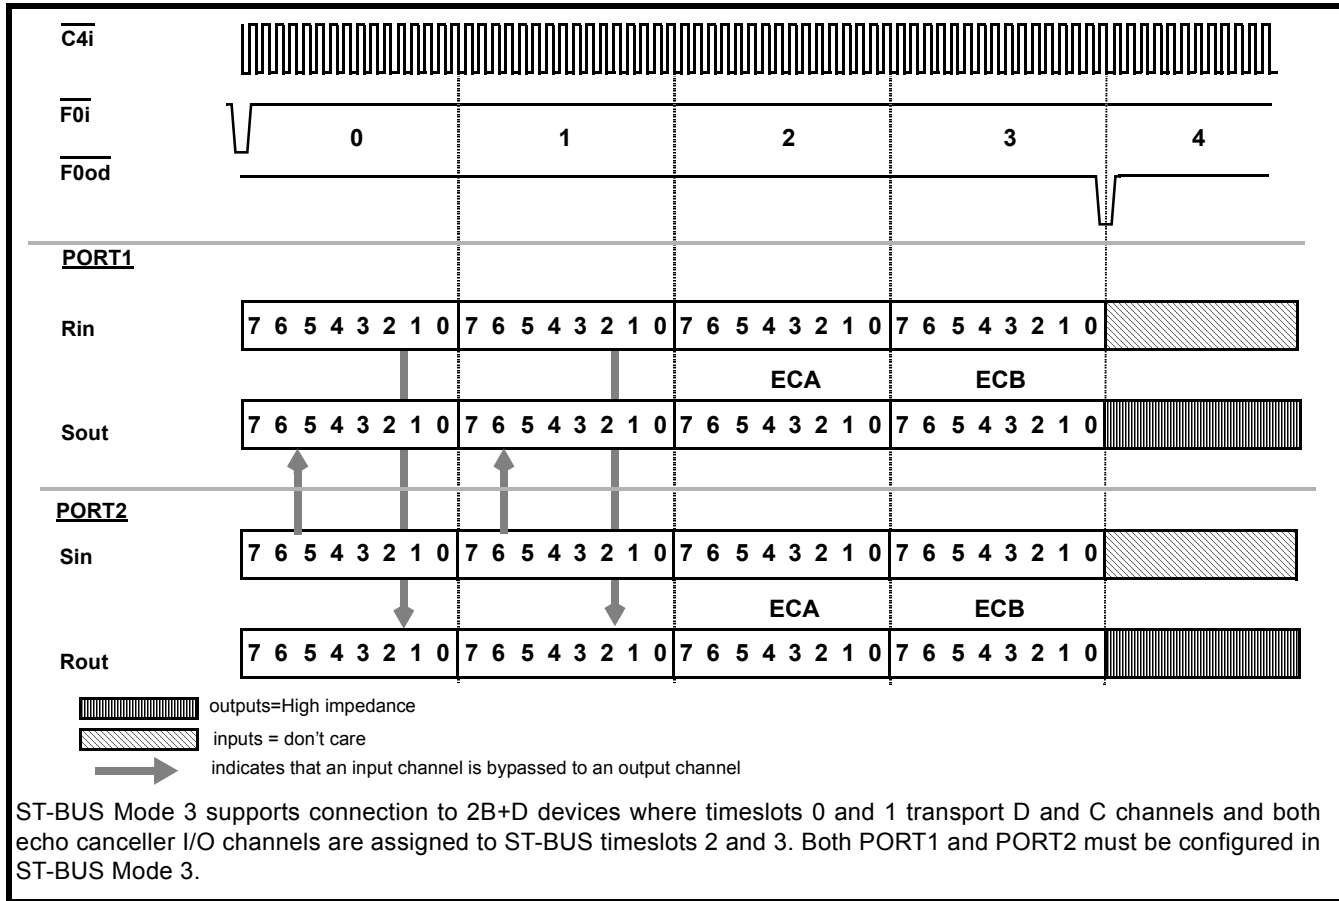 C4i
F0i
0 1 2 3 4
F0od
PORT1
Rin 7 6 5 4 3 2 1 0 7 6 5 4 3 2 1 0 7 6 5 4 3 2 1 0 7 6 5 4 3 2 1 0
ECA ECB
Sout 7 6 5 4 3 2 1 0 7 6 5 4 3 2 1 0 7 6 5 4 3 2 1 0 7 6 5 4 3 2 1 0
PORT2
Sin 7 6 5 4 3 2 1 0 7 6 5 4 3 2 1 0 7 6 5 4 3 2 1 0 7 6 5 4 3 2 1 0
ECA ECB
Rout 7 6 5 4 3 2 1 0 7 6 5 4 3 2 1 0 7 6 5 4 3 2 1 0 7 6 5 4 3 2 1 0
outputs=High impedance
inputs = don't care
indicates that an input channel is bypassed to an output channel
ST-BUS Mode 3 supports connection to 2B+D devices where timeslots 0 and 1 transport D and C channels and both
echo canceller I/O channels are assigned to ST-BUS timeslots 2 and 3. Both PORT1 and PORT2 must be configured in
ST-BUS Mode 3.